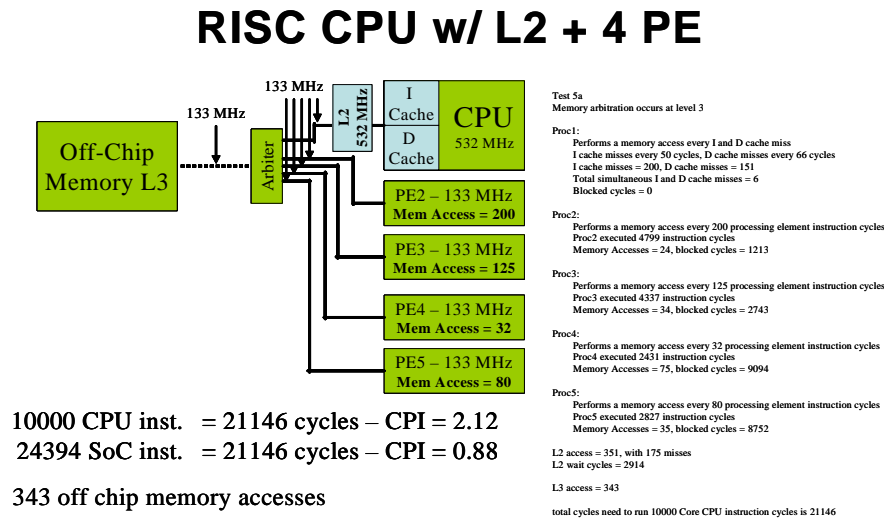 RISC CPU w/ L2 + 4 PE
133 MHz
133 MHz
Off-Chip
Memory L3
Arbiter
L2
532 MHz
I
Cache
D
Cache
CPU
532 MHz
PE2 – 133 MHz
Mem Access = 200
PE3 – 133 MHz
Mem Access = 125
PE4 – 133 MHz
Mem Access = 32
PE5 – 133 MHz
Mem Access = 80
10000 CPU inst. = 21146 cycles – CPI = 2.12
24394 SoC inst. = 21146 cycles – CPI = 0.88
343 off chip memory accesses
Test 5a
Memory arbitration occurs at level 3
Proc1:
Performs a memory access every I and D cache miss
I cache misses every 50 cycles, D cache misses every 66 cycles
I cache misses = 200, D cache misses = 151
Total simultaneous I and D cache misses = 6
Blocked cycles = 0
Proc2:
Performs a memory access every 200 processing element instruction cycles
Proc2 executed 4799 instruction cycles
Memory Accesses = 24, blocked cycles = 1213
Proc3:
Performs a memory access every 125 processing element instruction cycles
Proc3 executed 4337 instruction cycles
Memory Accesses = 34, blocked cycles = 2743
Proc4:
Performs a memory access every 32 processing element instruction cycles
Proc4 executed 2431 instruction cycles
Memory Accesses = 75, blocked cycles = 9094
Proc5:
Performs a memory access every 80 processing element instruction cycles
Proc5 executed 2827 instruction cycles
Memory Accesses = 35, blocked cycles = 8752
L2 access = 351, with 175 misses
L2 wait cycles = 2914
L3 access = 343
total cycles need to run 10000 Core CPU instruction cycles is 21146